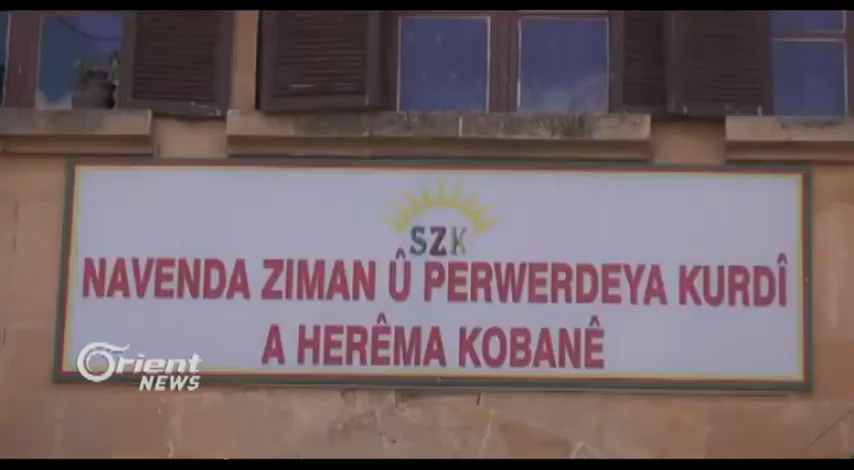 SZK
NAVENDA ZIMAN Û PERWERDEYA KURDÎ
A HERÊMA KOBANÊ
Orient
NEWS